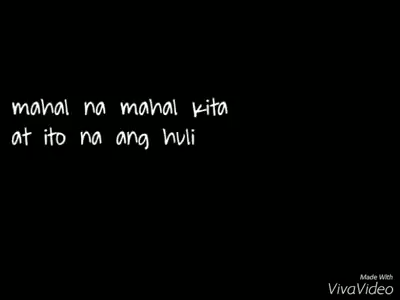 mahal na mahal kita
at ito na ang huli
Made With
VivaVideo